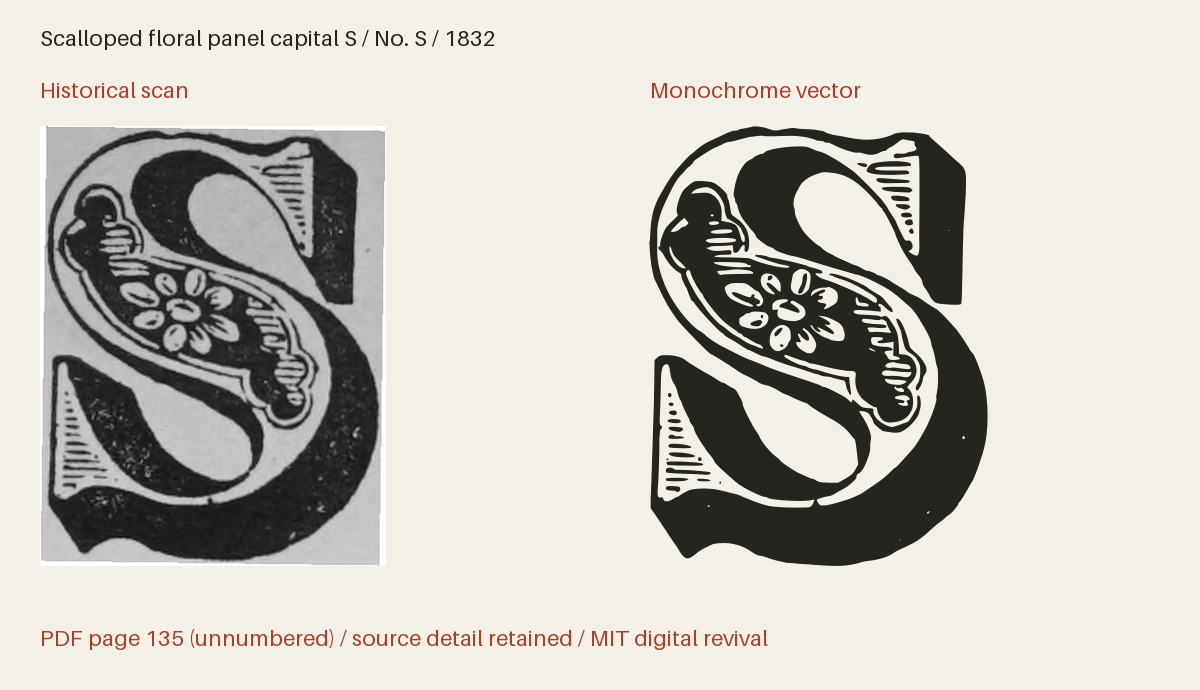 Scalloped floral panel capital S / No. S / 1832
Historical scan
Monochrome vector
S
S
PDF page 135 (unnumbered) / source detail retained / MIT digital revival